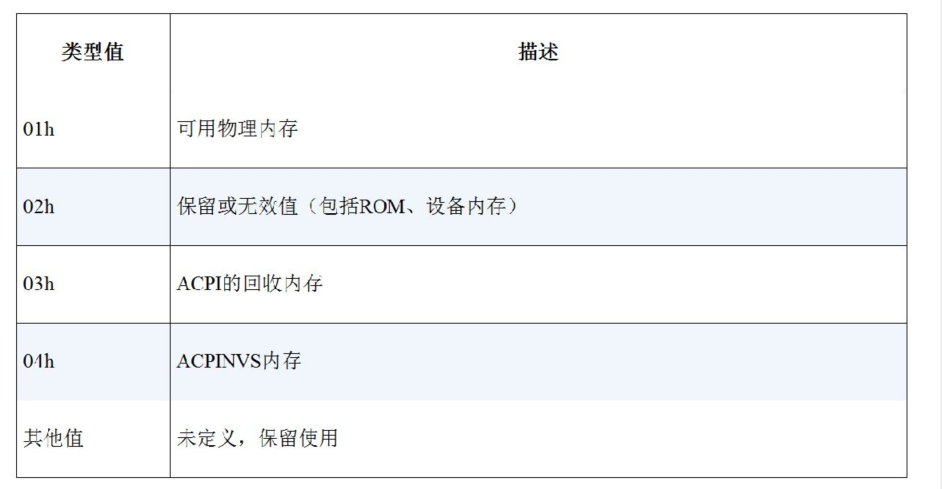 类型值 描述
01h 可用物理内存
02h 保留或无效值（包括ROM、设备内存）
03h ACPI的回收内存
04h ACPINVS内存
其他值 未定义，保留使用